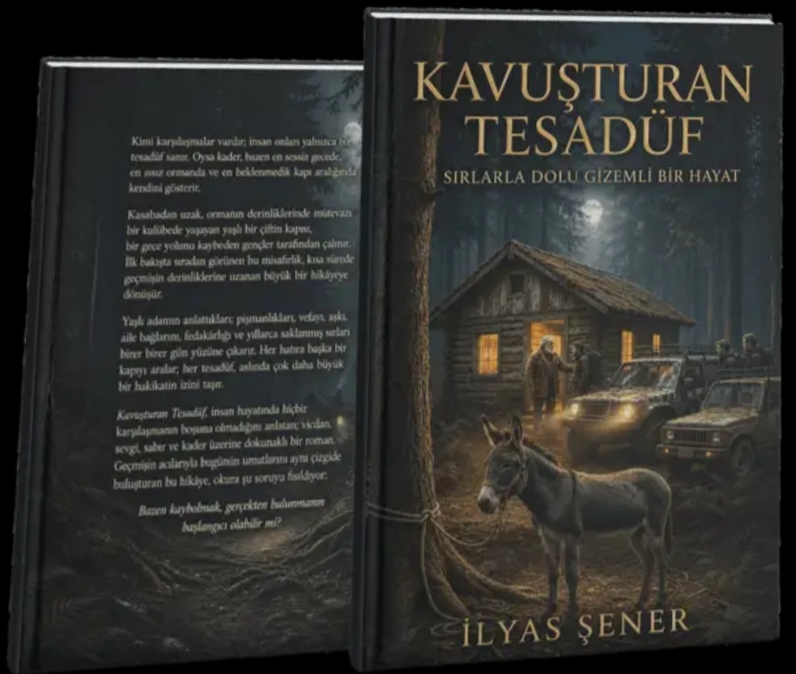 Kimi karşılaşmalar vardır; insan onları yalnızca bir
tesadüf sanır. Oysa kader, bazen en sessiz gecede,
en ıssız ormanda ve en beklenmedik kapı aralığında
kendini gösterir.
Kasabadan uzak, ormanın derinliklerinde mütevazı
bir kulübede yaşayan yaşlı bir çiftin kapısı,
bir gece yolunu kaybeden gençler tarafından çalınır.
İlk bakışta sıradan görünen bu misafirlik, kısa sürede
geçmişin derinliklerine uzanan büyük bir hikâyeye
dönüşür.
Yaşlı adamın anlattıkları; pişmanlıkları, vefayı, aşkı,
aile bağlarını, fedakârlığı ve yıllarca saklanmış sırları
birer birer gün yüzüne çıkarır. Her hatıra başka bir
kapıyı aralar; her tesadüf, aslında çok daha büyük
bir hakikatin izini taşır.
Kavuşturan Tesadüf, insan hayatında hiçbir
karşılaşmanın boşuna olmadığını anlatan; vicdan,
sevgi, sabır ve kader üzerine dokunaklı bir roman.
Geçmişin acılarıyla bugünün umutlarını aynı çizgide
buluşturan bu hikâye, okura şu soruyu fısıldıyor:
Bazen kaybolmak, gerçekten bulunmanın
başlangıcı olabilir mi?
KAVUŞTURAN
TESADÜF
SIRLARLA DOLU GİZEMLİ BİR HAYAT
İLYAS ŞENER